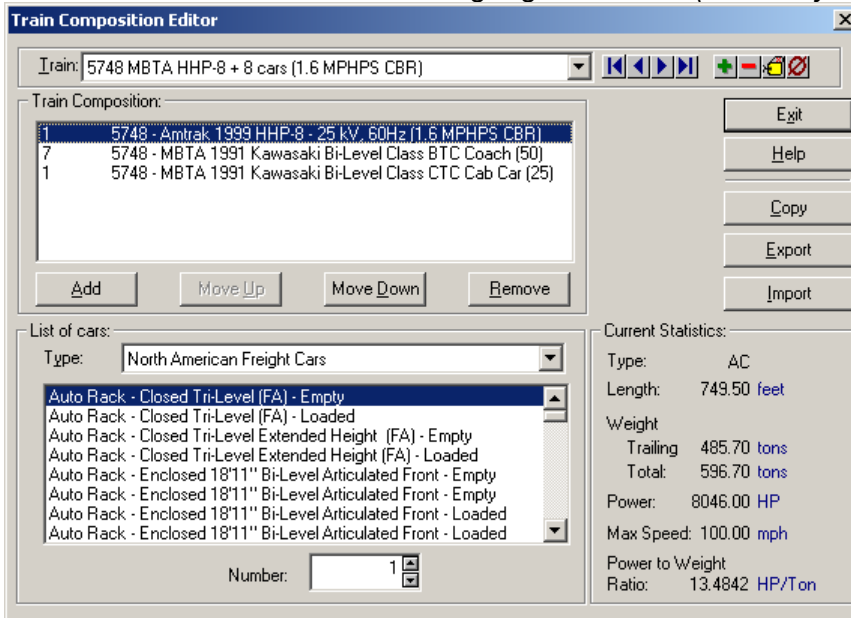 Train Composition Editor
Train: 5748 MBTA HHP-8 + 8 cars (1.6 MPHPS CBR)
Train Composition:
1 5748 - Amtrak 1999 HHP-8 - 25 kV, 60Hz (1.6 MPHPS CBR)
7 5748 - MBTA 1991 Kawasaki Bi-Level Class BTC Coach (50)
1 5748 - MBTA 1991 Kawasaki Bi-Level Class CTC Cab Car (25)
Add Move Up Move Down Remove
Exit
Help
Copy
Export
Import
List of cars:
Type: North American Freight Cars
Auto Rack - Closed Tri-Level (FA) - Empty
Auto Rack - Closed Tri-Level (FA) - Loaded
Auto Rack - Closed Tri-Level Extended Height (FA) - Empty
Auto Rack - Closed Tri-Level Extended Height (FA) - Loaded
Auto Rack - Enclosed 18'11" Bi-Level Articulated Front - Empty
Auto Rack - Enclosed 18'11" Bi-Level Articulated Front - Empty
Auto Rack - Enclosed 18'11" Bi-Level Articulated Front - Loaded
Auto Rack - Enclosed 18'11" Bi-Level Articulated Front - Loaded
Number: 1
Current Statistics:
Type: AC
Length: 749.50 feet
Weight
Trailing 485.70 tons
Total: 596.70 tons
Power: 8046.00 HP
Max Speed: 100.00 mph
Power to Weight
Ratio: 13.4842 HP/Ton